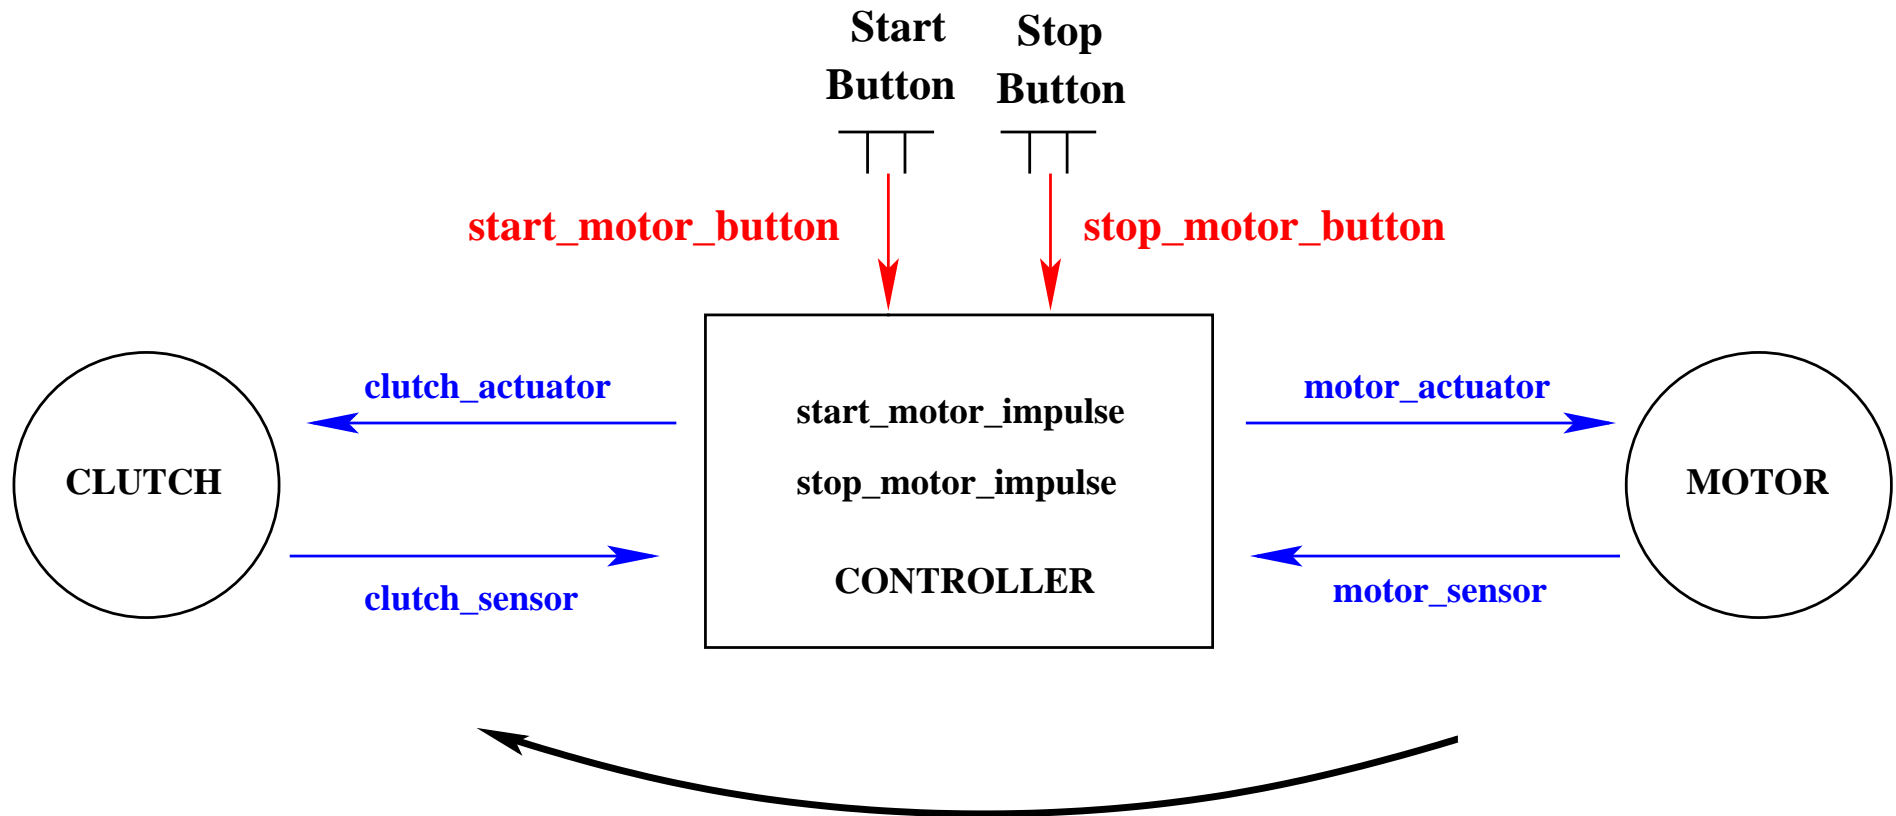 Start
Button
Stop
Button
start_motor_button
stop_motor_button
clutch_actuator
motor_actuator
start_motor_impulse
CLUTCH
stop_motor_impulse
MOTOR
clutch_sensor
CONTROLLER
motor_sensor